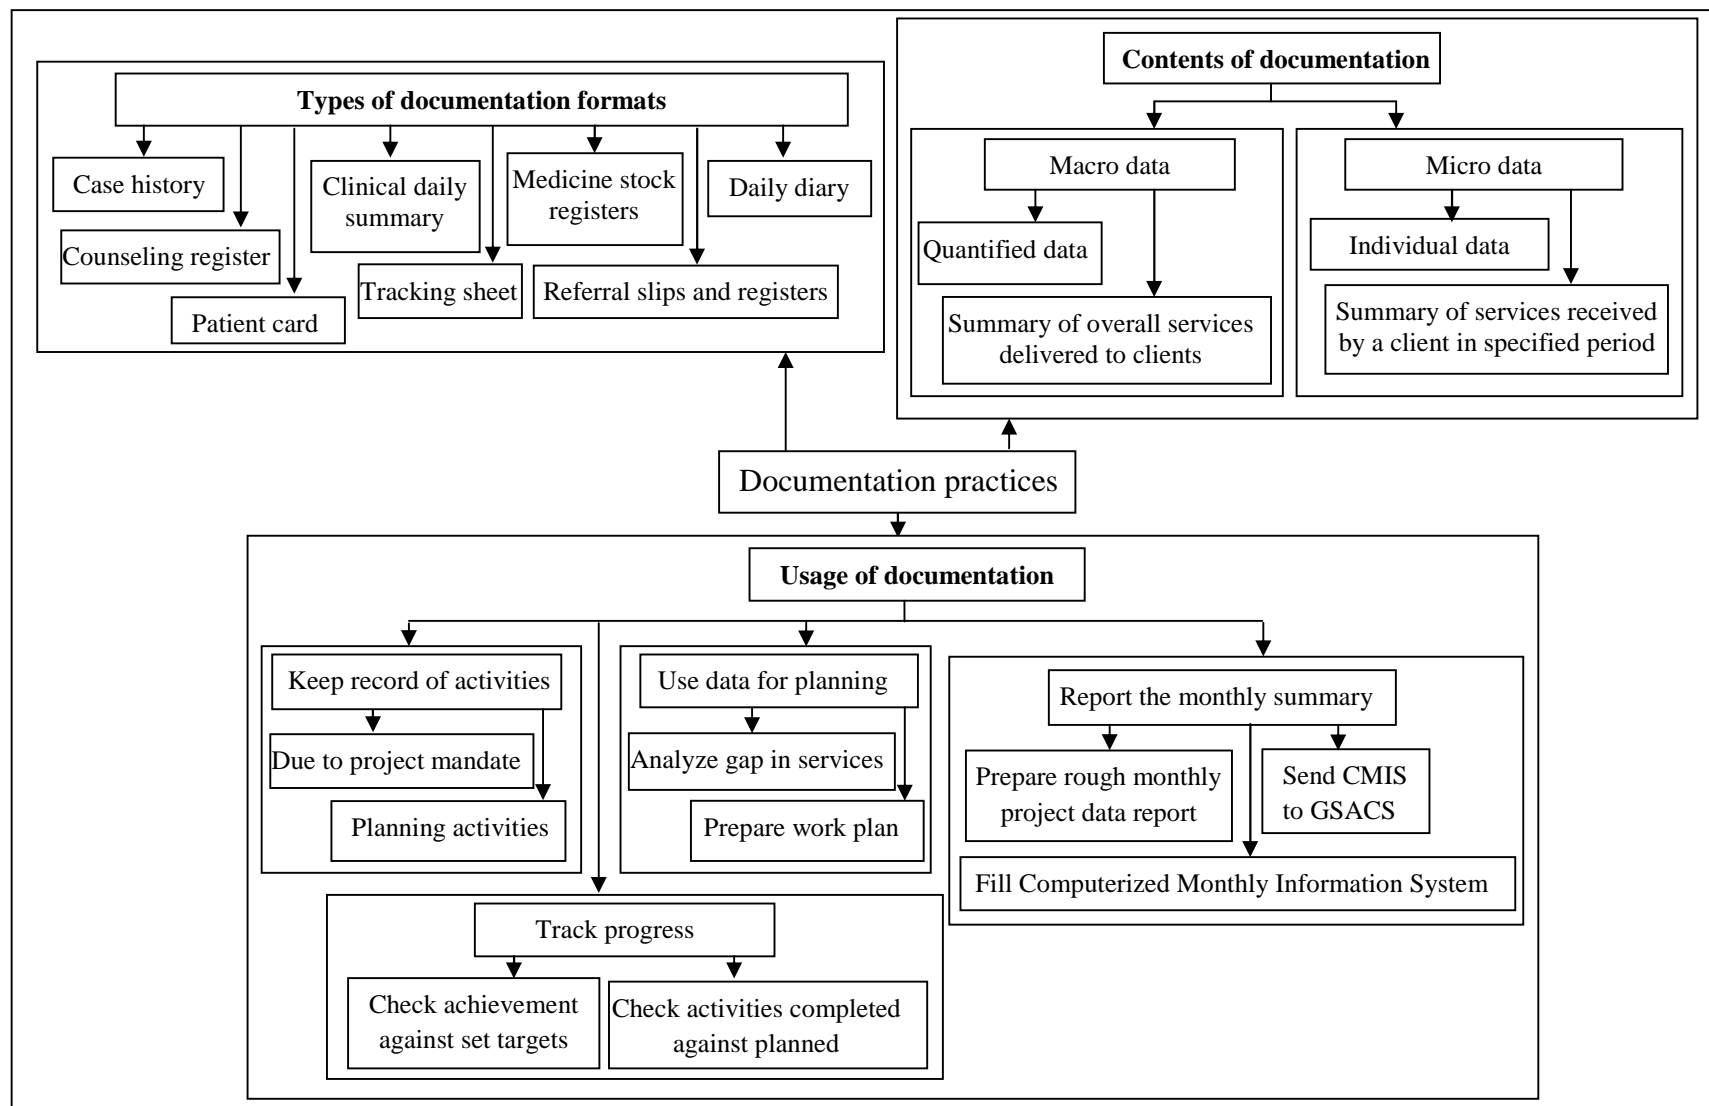 Types of documentation formats
Case history
Counseling register
Patient card
Clinical daily
summary
Tracking sheet
Medicine stock
registers
Referral slips and registers
Daily diary
Contents of documentation
Macro data
Quantified data
Summary of overall services
delivered to clients
Micro data
Individual data
Summary of services received
by a client in specified period
Documentation practices
Usage of documentation
Keep record of activities
Due to project mandate
Planning activities
Use data for planning
Analyze gap in services
Prepare work plan
Report the monthly summary
Prepare rough monthly
project data report
Send CMIS
to GSACS
Fill Computerized Monthly Information System
Track progress
Check achievement
against set targets
Check activities completed
against planned